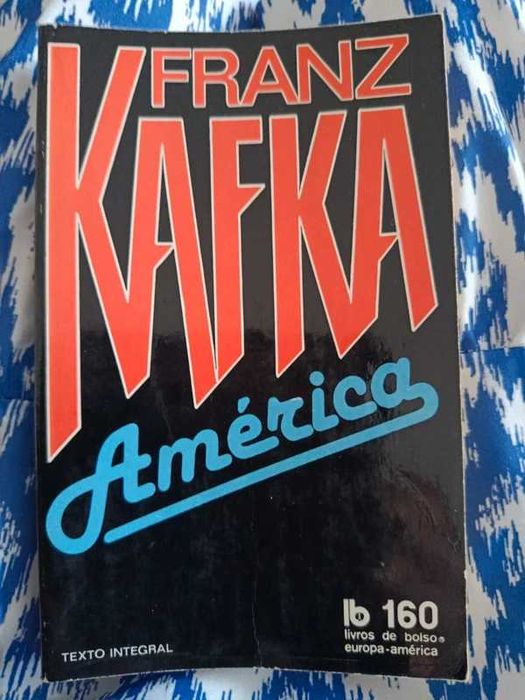 FRANZ
KAFKA
América
lb 160
livros de bolso®
europa-américa
TEXTO INTEGRAL